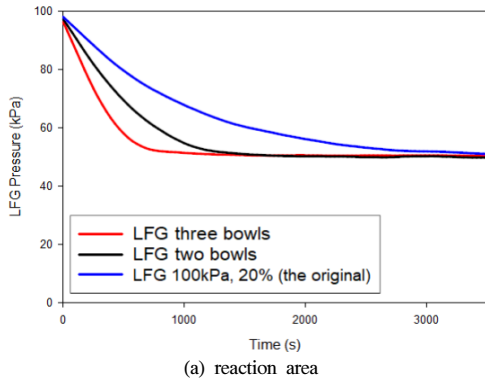 100
80
60
40
20
0
LFG Pressure (kPa)
LFG three bowls
LFG two bowls
LFG 100kPa, 20% (the original)
0 1000 2000 3000
Time (s)
(a) reaction area